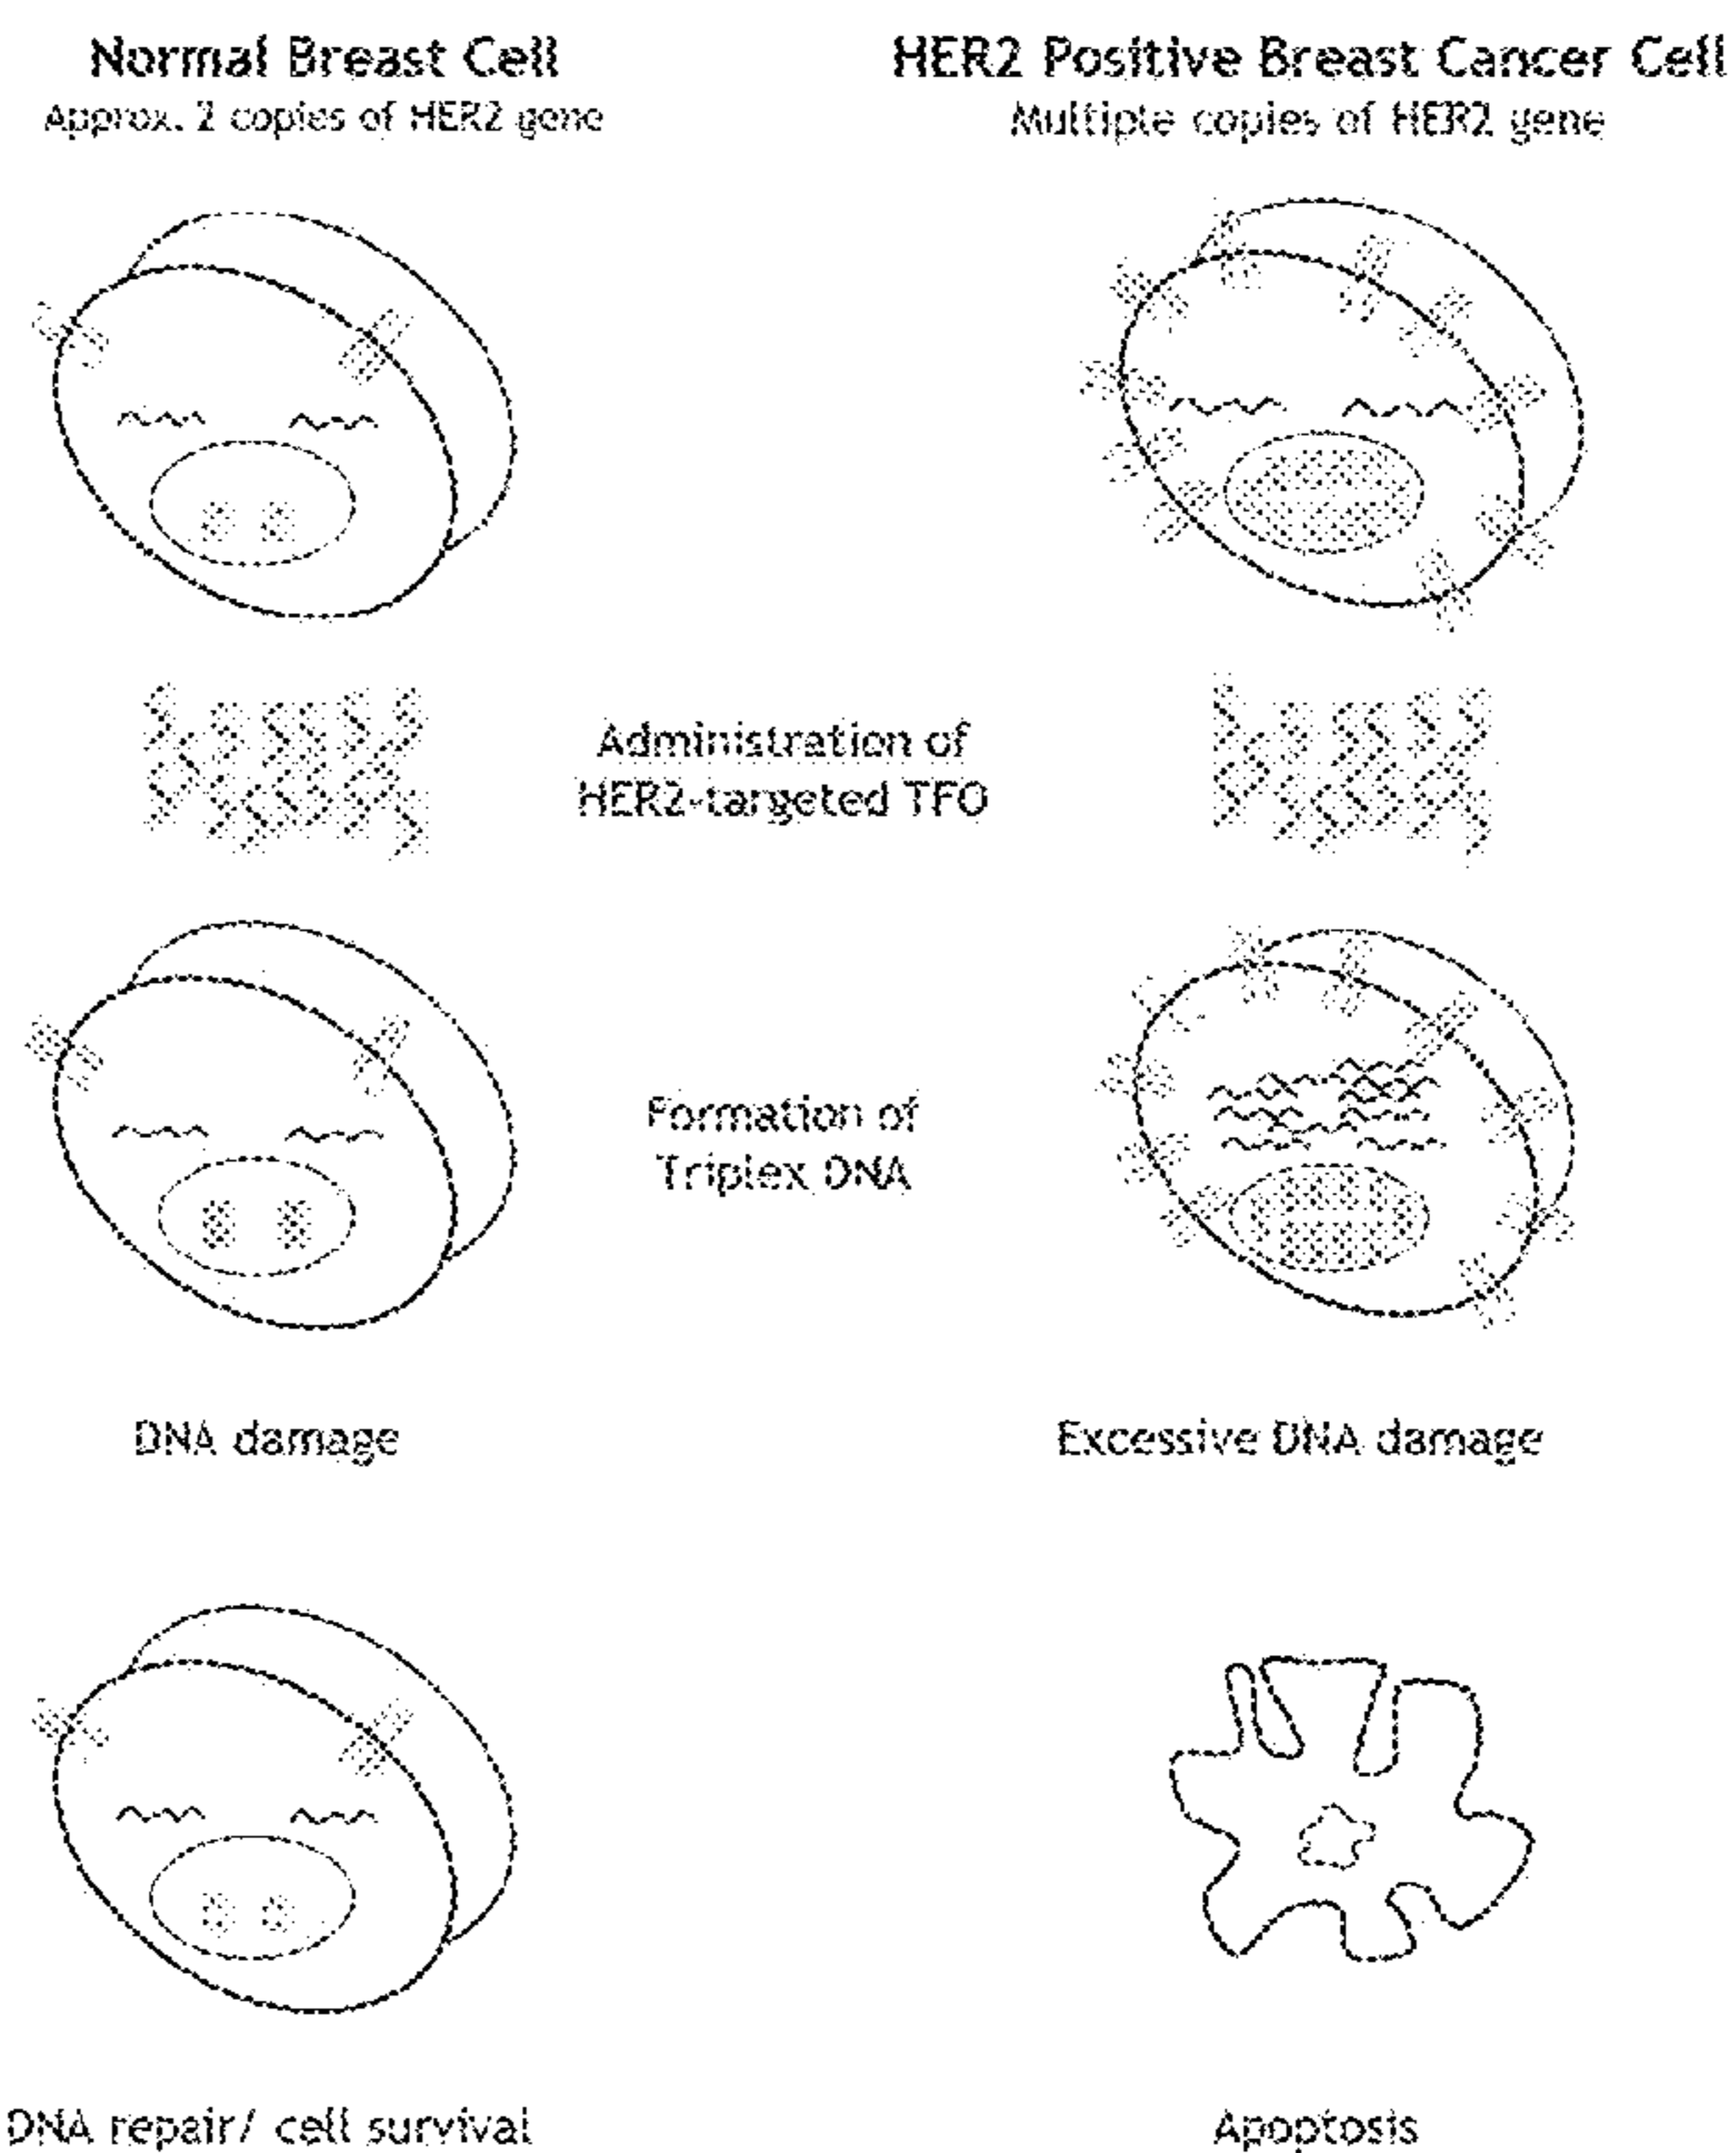 Normal Breast Cell
Approx. 2 copies of HER2 gene
HER2 Positive Breast Cancer Cell
Multiple copies of HER2 gene
Administration of
HER2-targeted TFO
Formation of
Triplex DNA
DNA damage
Excessive DNA damage
DNA repair/ cell survival
Apoptosis